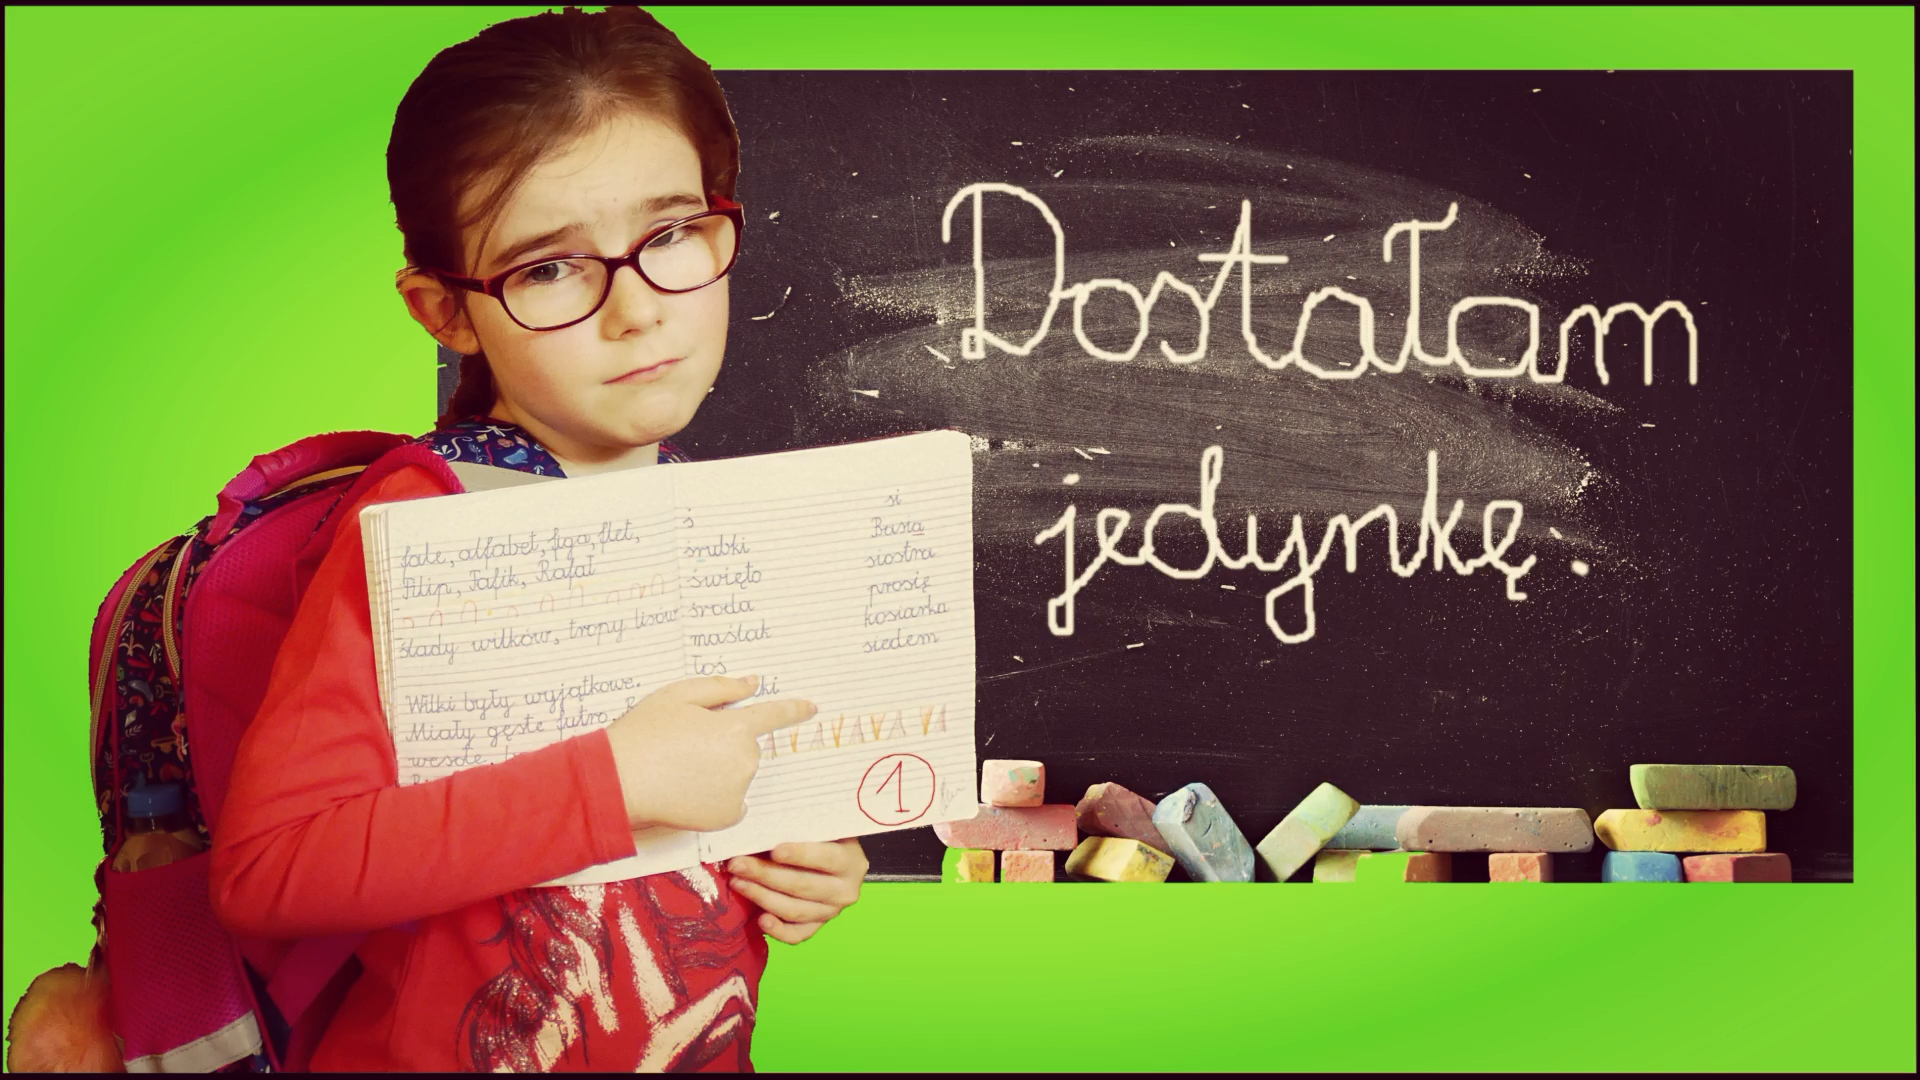 Dostałam
jedynkę.
fale, alfabet, figa, flet,
Filip, Fafik, Rafał
ślady wilków, tropy lisów
Wilki były wyjątkowe.
Miały gęste futro,
wesołe,
ś
śrubki
święto
środa
maślak
łoś
si
Basia
siostra
prosię
kosiarka
siedem
1